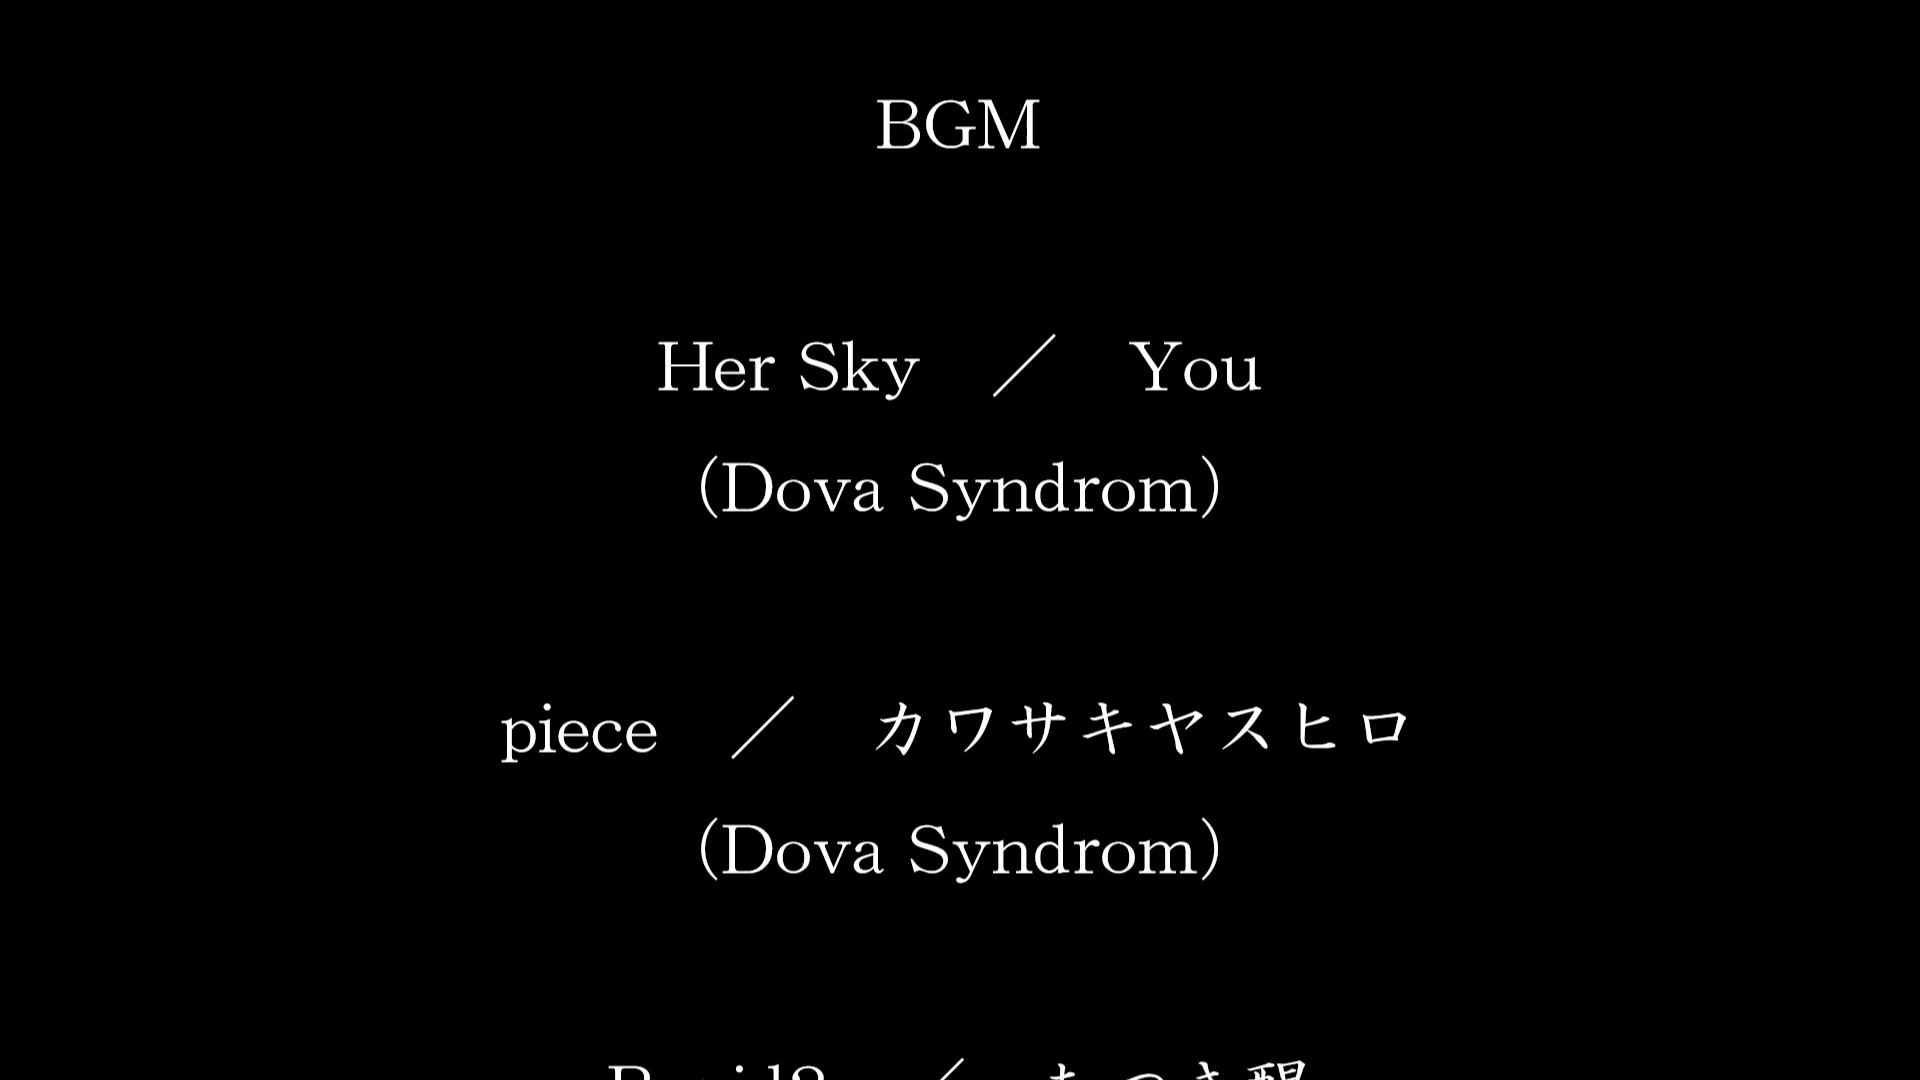 BGM
Her Sky　／　You
(Dova Syndrom)
piece　／　カワサキヤスヒロ
(Dova Syndrom)